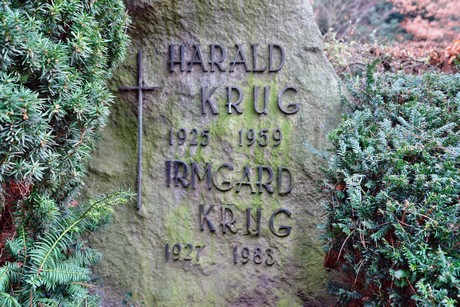 HARALD
KRUG
1925 1959
IRMGARD
KRUG
1927 1983